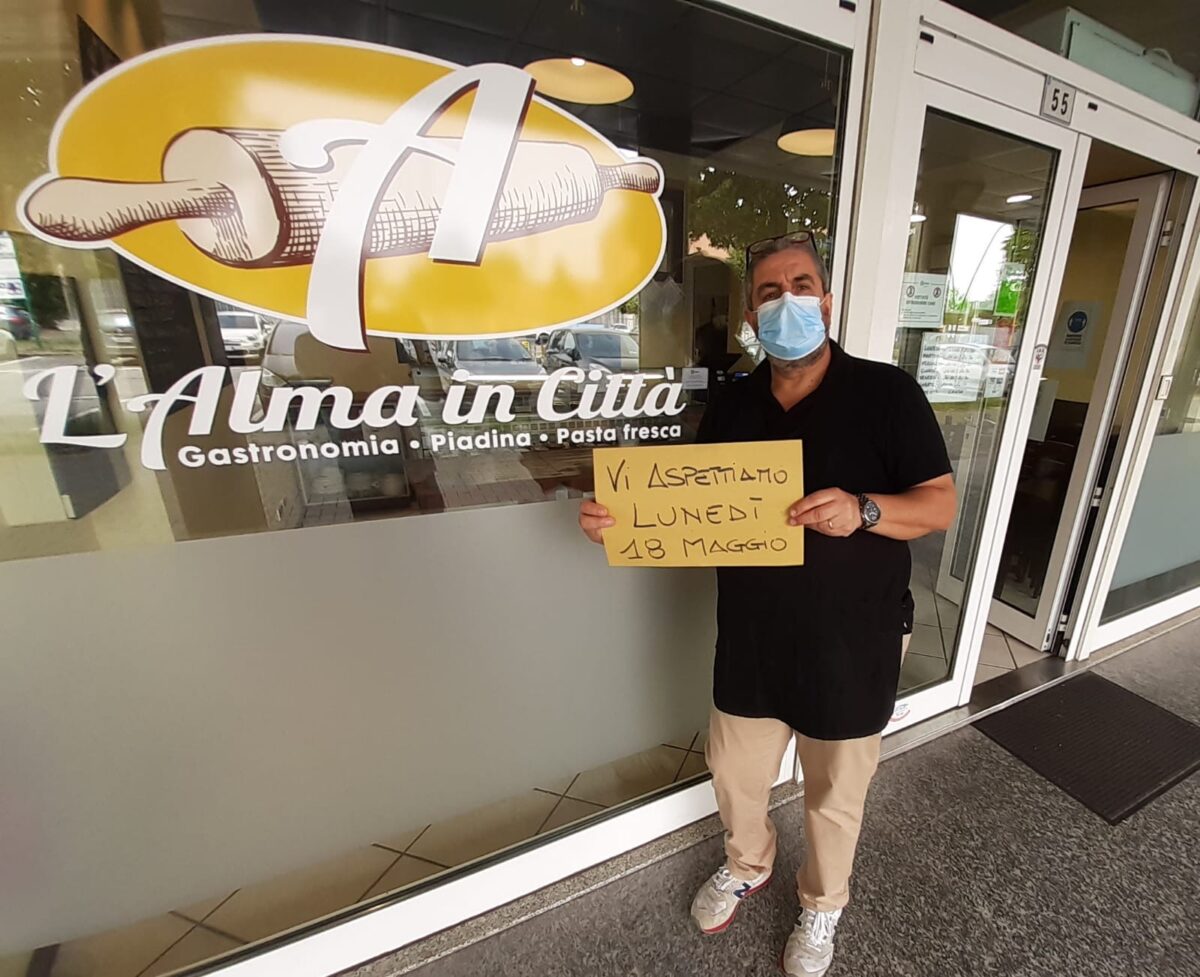 A
L'Alma in Città
Gastronomia • Piadina • Pasta fresca
VI ASPETTIAMO
LUNEDÌ
18 MAGGIO
55